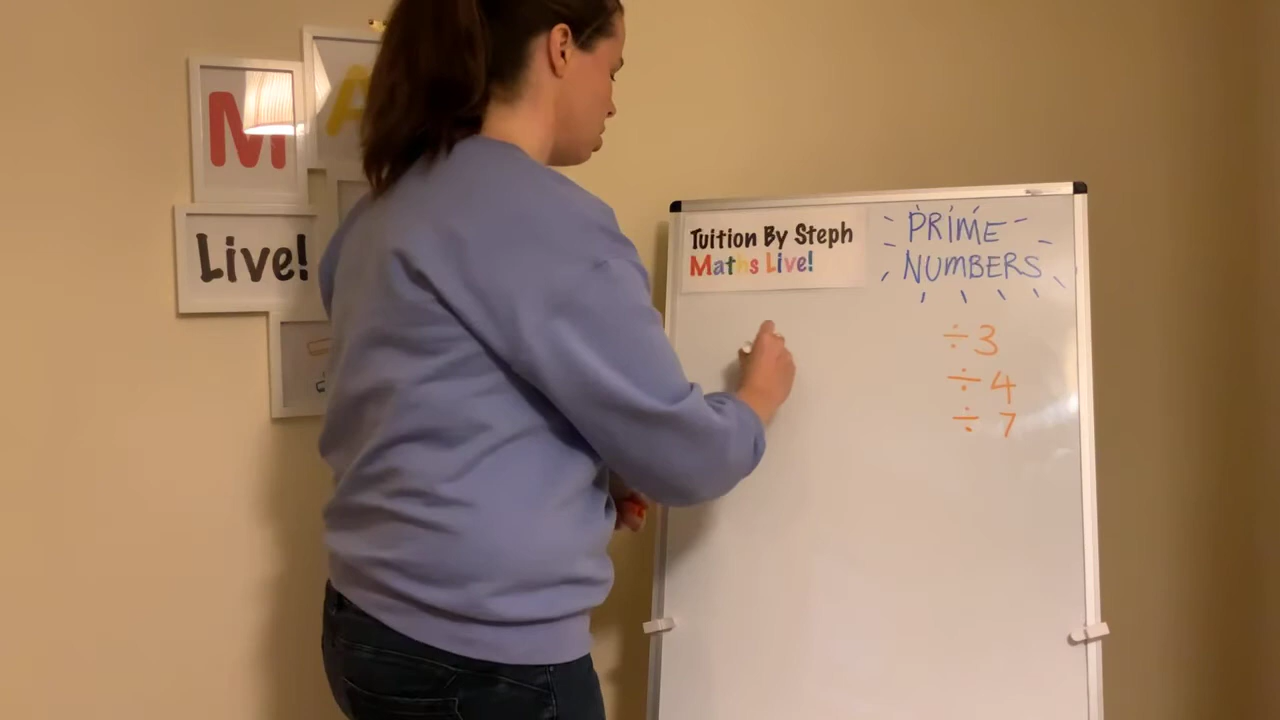 M A
Live!
Tuition By Steph
Maths Live!
PRIME
NUMBERS
÷ 3
÷ 4
÷ 7